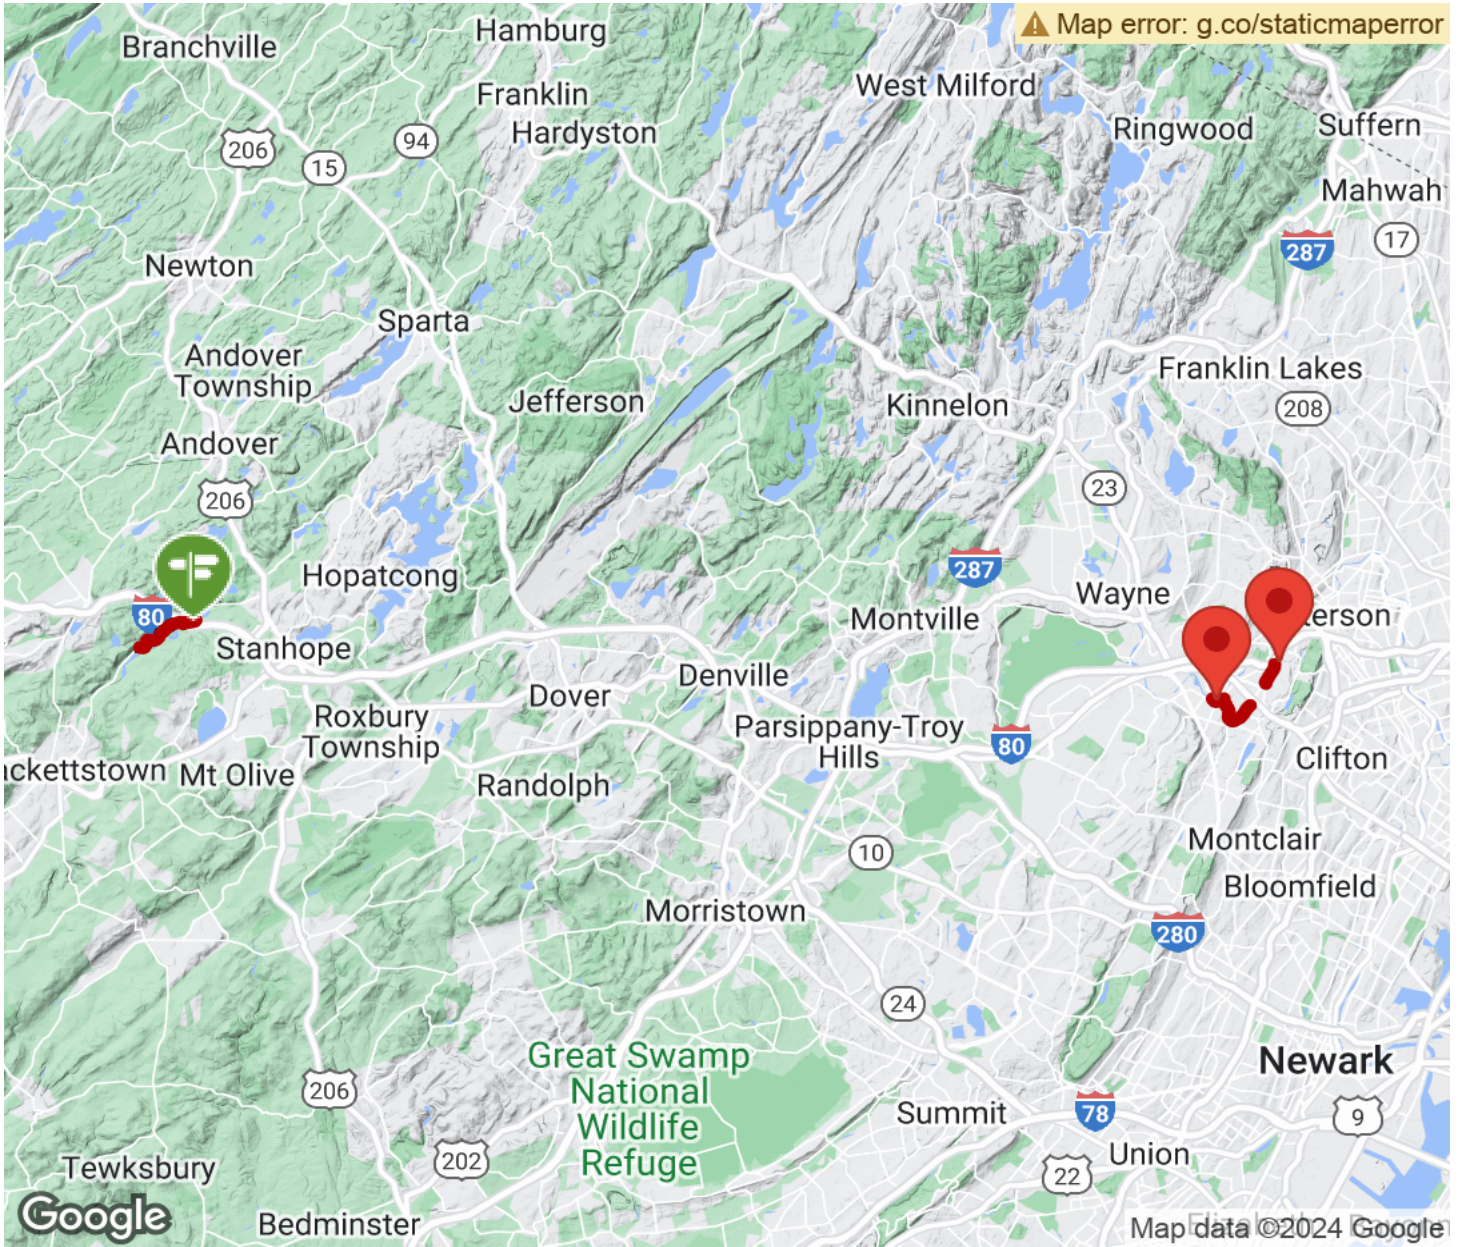 Map error: g.co/staticmaperror
Hamburg
Branchville
West Milford
Franklin
Hardyston
Ringwood
Suffern
206
94
15
Mahwah
17
287
Newton
Sparta
Andover
Township
Franklin Lakes
Jefferson
Kinnelon
208
Andover
23
206
287
Hopatcong
Wayne
80
Montville
terson
Stanhope
Denville
Dover
Roxbury
Township
Parsippany-Troy
Hills
80
Clifton
ackettstown
Mt Olive
Randolph
Montclair
10
Bloomfield
Morristown
280
24
Great Swamp
National
Wildlife
Refuge
Newark
206
Summit
78
9
202
Union
Tewksbury
22
Google
Bedminster
Map data ©2024 Google